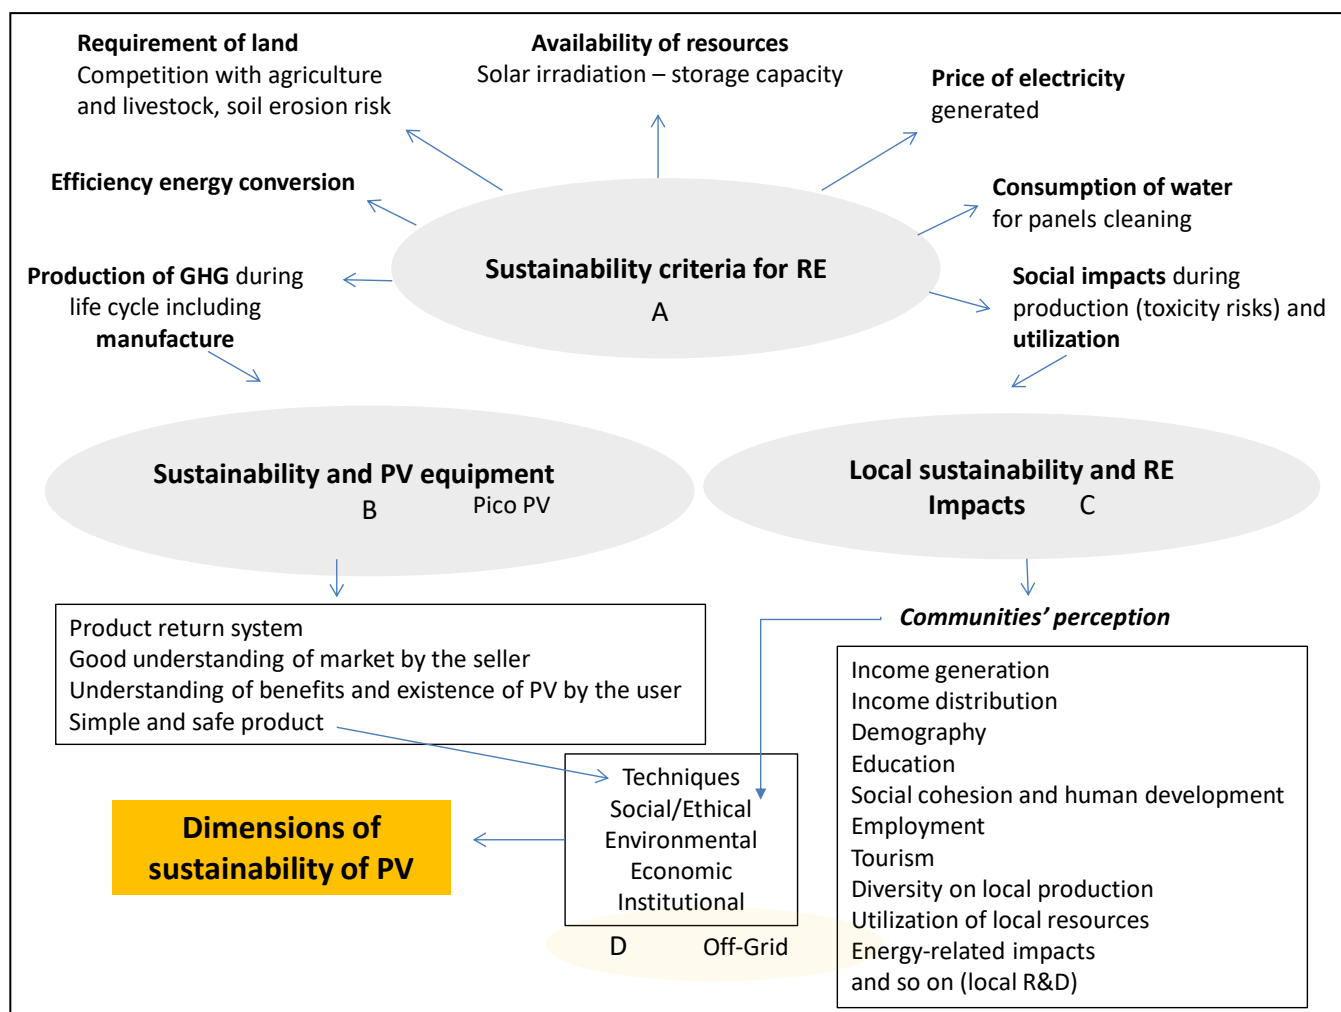 Requirement of land
Competition with agriculture
and livestock, soil erosion risk
Availability of resources
Solar irradiation – storage capacity
Price of electricity
generated
Efficiency energy conversion
Consumption of water
for panels cleaning
Production of GHG during
life cycle including
manufacture
Sustainability criteria for RE
A
Social impacts during
production (toxicity risks) and
utilization
Sustainability and PV equipment
B
Pico PV
Local sustainability and RE
Impacts C
Product return system
Good understanding of market by the seller
Understanding of benefits and existence of PV by the user
Simple and safe product
Communities’ perception
Income generation
Income distribution
Demography
Education
Social cohesion and human development
Employment
Tourism
Diversity on local production
Utilization of local resources
Energy-related impacts
and so on (local R&D)
Techniques
Social/Ethical
Environmental
Economic
Institutional
D
Off-Grid
Dimensions of
sustainability of PV